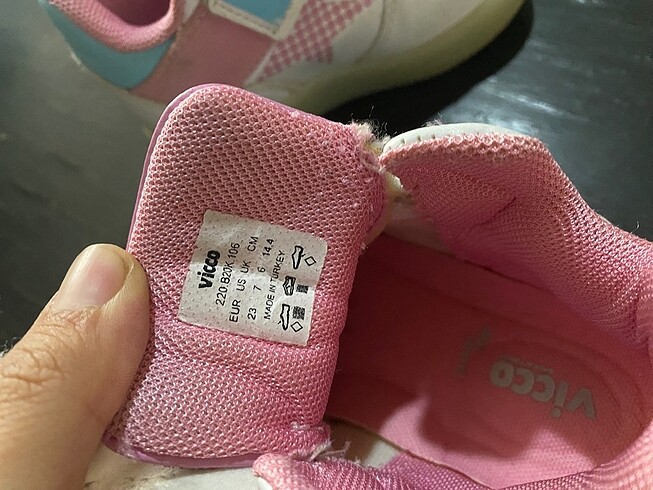 vicco
220.B20K.106
EUR US UK CM
23 7 6 14.4
MADE IN TURKEY
vicco